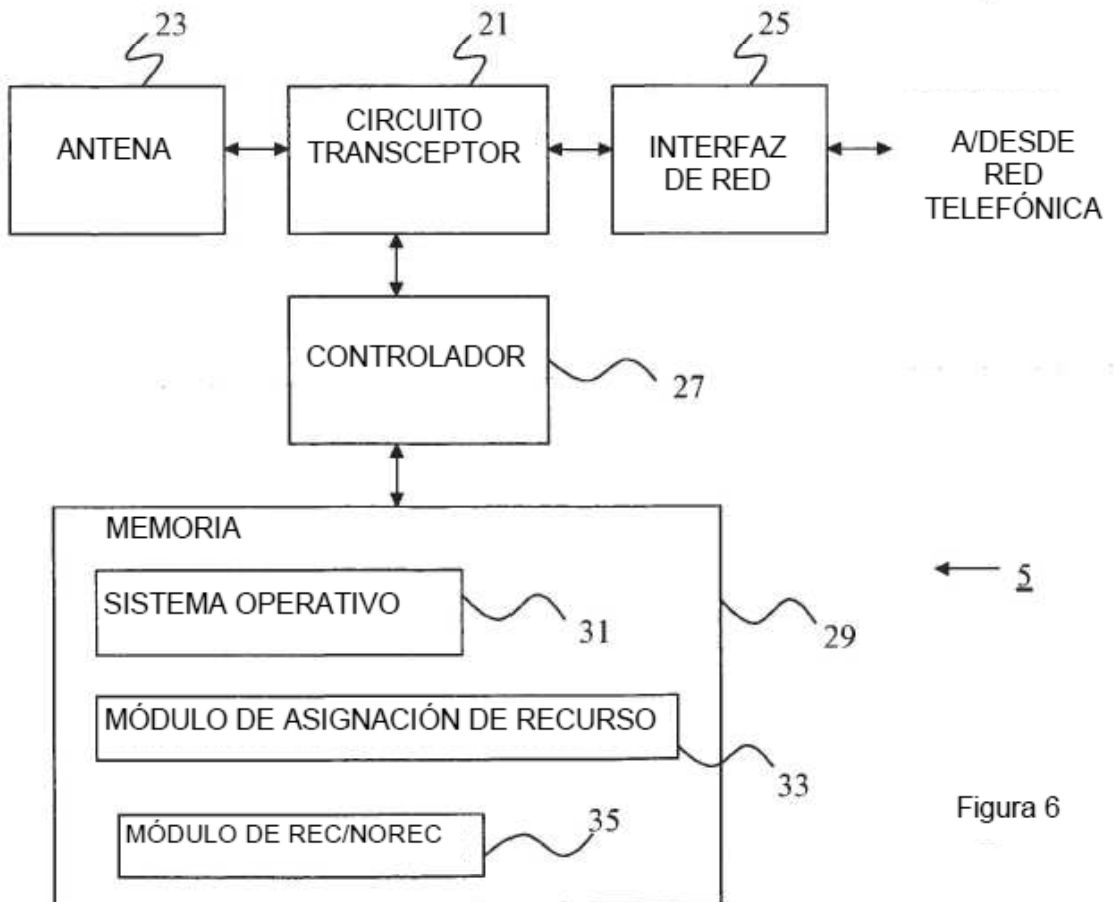 23
21
25
ANTENA
CIRCUITO
TRANSCEPTOR
INTERFAZ
DE RED
A/DESDE
RED
TELEFÓNICA
CONTROLADOR
27
MEMORIA
SISTEMA OPERATIVO
31
29
5
MÓDULO DE ASIGNACIÓN DE RECURSO
33
MÓDULO DE REC/NOREC
35
Figura 6